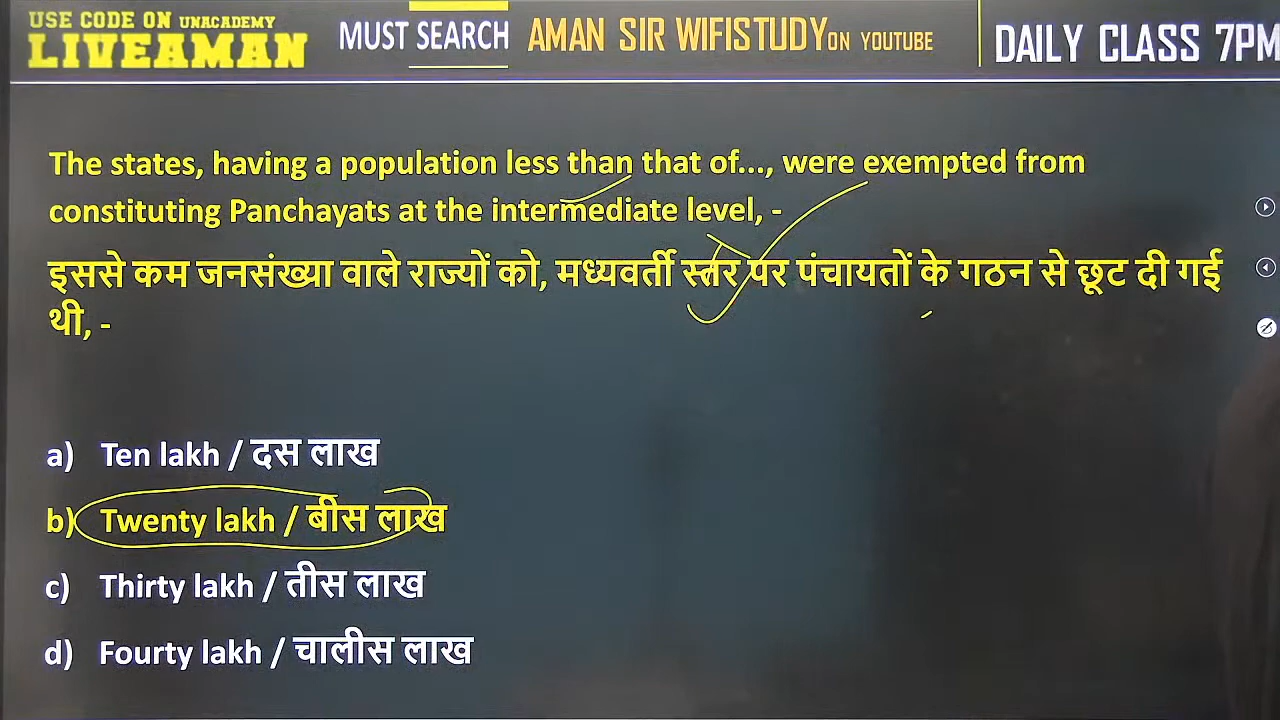 USE CODE ON UNACADEMY
LIVEAMAN
MUST SEARCH AMAN SIR WIFISTUDY ON YOUTUBE
DAILY CLASS 7PM
The states, having a population less than that of..., were exempted from
constituting Panchayats at the intermediate level, -
इससे कम जनसंख्या वाले राज्यों को, मध्यवर्ती स्तर पर पंचायतों के गठन से छूट दी गई
थी, -
a) Ten lakh / दस लाख
b) Twenty lakh / बीस लाख
c) Thirty lakh / तीस लाख
d) Fourty lakh / चालीस लाख